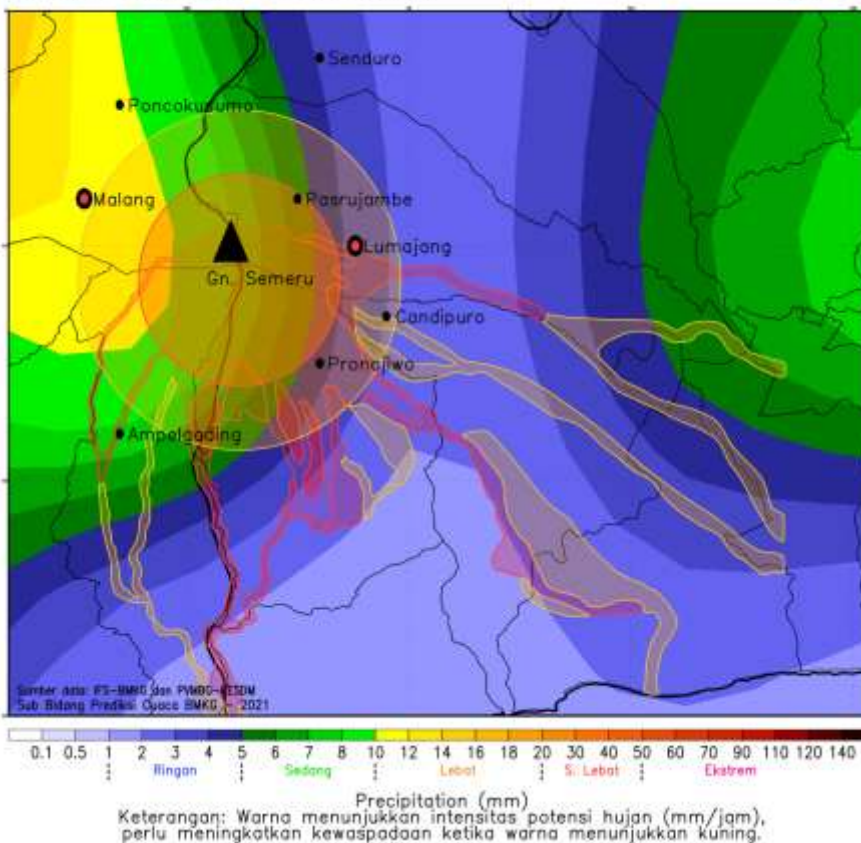 Senduro
Poncokusumo
Malang
Pasrujambe
Lumajang
Gn. Semeru
Candipuro
Pronojiwo
Ampelgading
Sumber data: IFS-BMKG dan PVMBG-KESDM
Sub Bidang Prediksi Cuaca BMKG - 2021
0.1 0.5 1 2 3 4 5 6 7 8 10 12 14 16 18 20 30 40 50 60 70 90 110 120 140
Ringan Sedang Lebat S. Lebat Ekstrem
Precipitation (mm)
Keterangan: Warna menunjukkan intensitas potensi hujan (mm/jam),
perlu meningkatkan kewaspadaan ketika warna menunjukkan kuning.